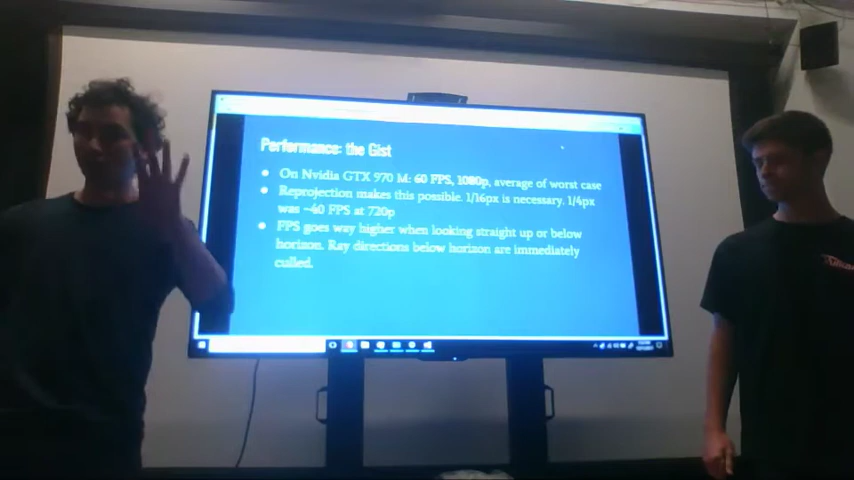 Performance: the Gist
On Nvidia GTX 970 M: 60 FPS, 1080p, average of worst case
Reprojection makes this possible. 1/16px is necessary. 1/4px
was ~60 FPS at 720p
FPS goes way higher when looking straight up or below
horizon. Ray directions below horizon are immediately
culled.